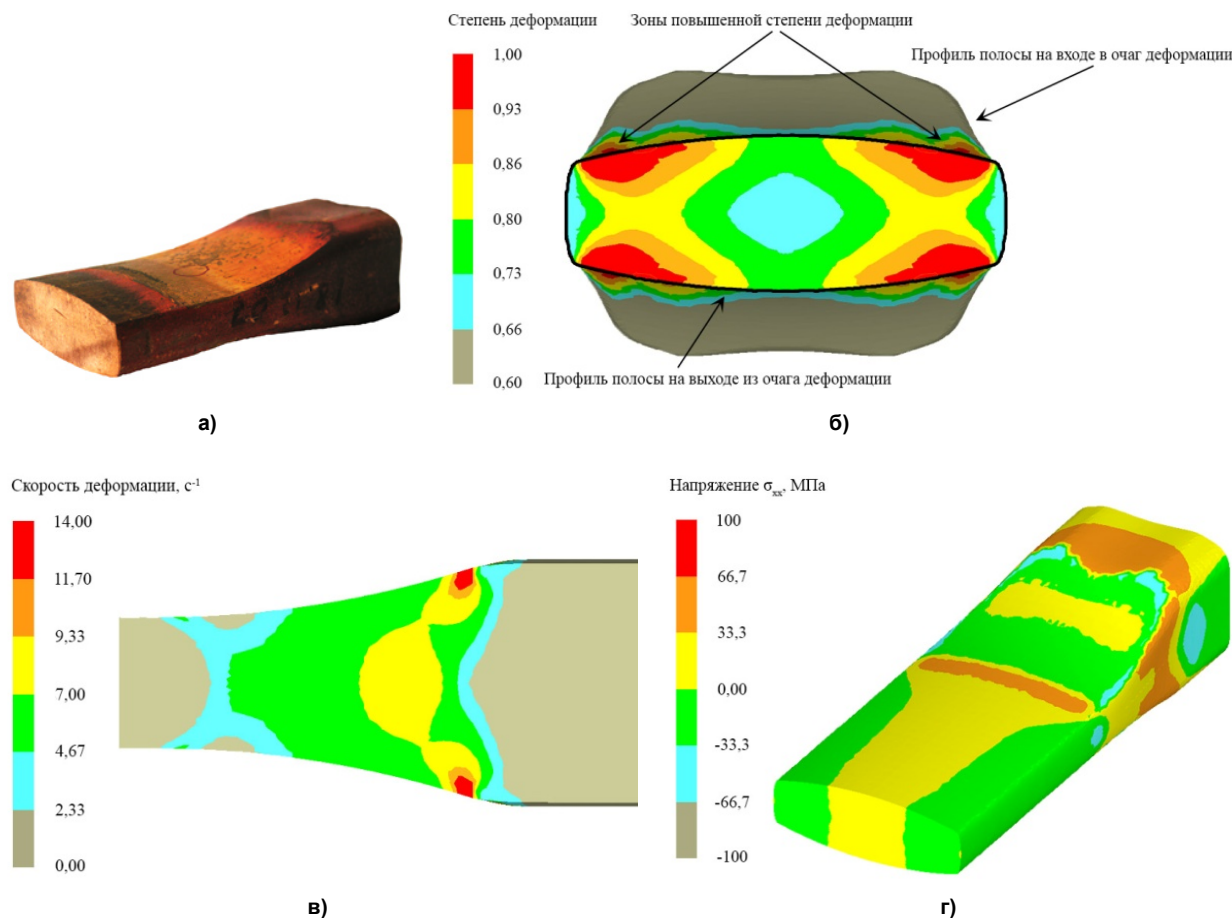 Степень деформации
Зоны повышенной степени деформации
Профиль полосы на входе в очаг деформации
1,00
0,93
0,86
0,80
0,73
0,66
0,60
Профиль полосы на выходе из очага деформации
а)
б)
Скорость деформации, с-1
14,00
11,70
9,33
7,00
4,67
2,33
0,00
Напряжение σxx, МПа
100
66,7
33,3
0,00
-33,3
-66,7
-100
в)
г)